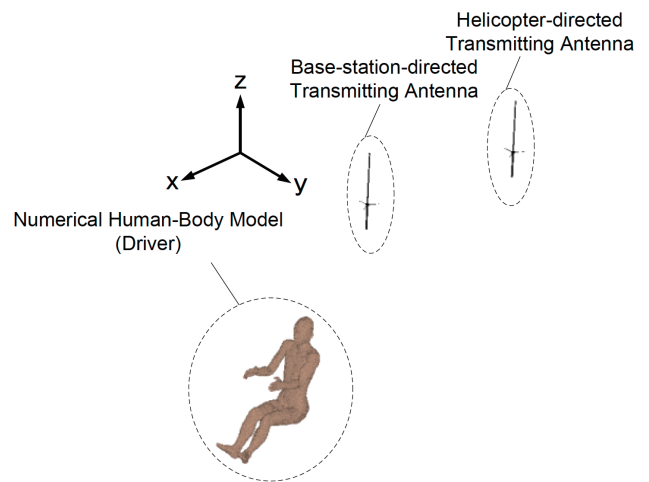 Helicopter-directed
Transmitting Antenna
Base-station-directed
Transmitting Antenna
z
x
y
Numerical Human-Body Model
(Driver)